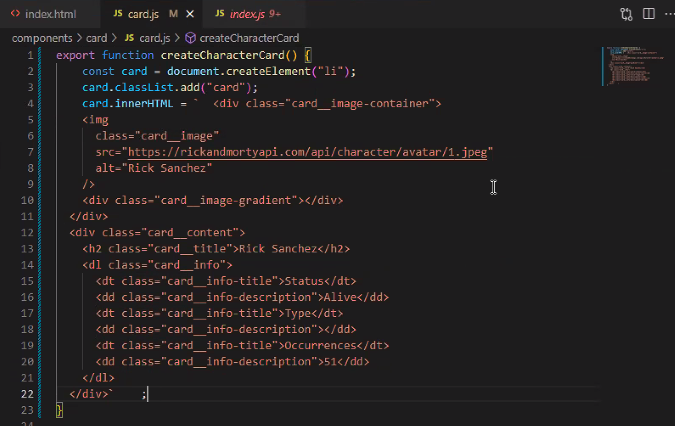 index.html JS card.js M × JS index.js 9+
components > card > JS card.js > createCharacterCard
1 export function createCharacterCard() {
2 const card = document.createElement("li");
3 card.classList.add("card");
4 card.innerHTML = `  <div class="card__image-container">
5 <img
6 class="card__image"
7 src="https://rickandmortyapi.com/api/character/avatar/1.jpeg"
8 alt="Rick Sanchez"
9 />
10 <div class="card__image-gradient"></div>
11 </div>
12 <div class="card__content">
13 <h2 class="card__title">Rick Sanchez</h2>
14 <dl class="card__info">
15 <dt class="card__info-title">Status</dt>
16 <dd class="card__info-description">Alive</dd>
17 <dt class="card__info-title">Type</dt>
18 <dd class="card__info-description"></dd>
19 <dt class="card__info-title">Occurrences</dt>
20 <dd class="card__info-description">51</dd>
21 </dl>
22 </div>`    ;
23 }
24